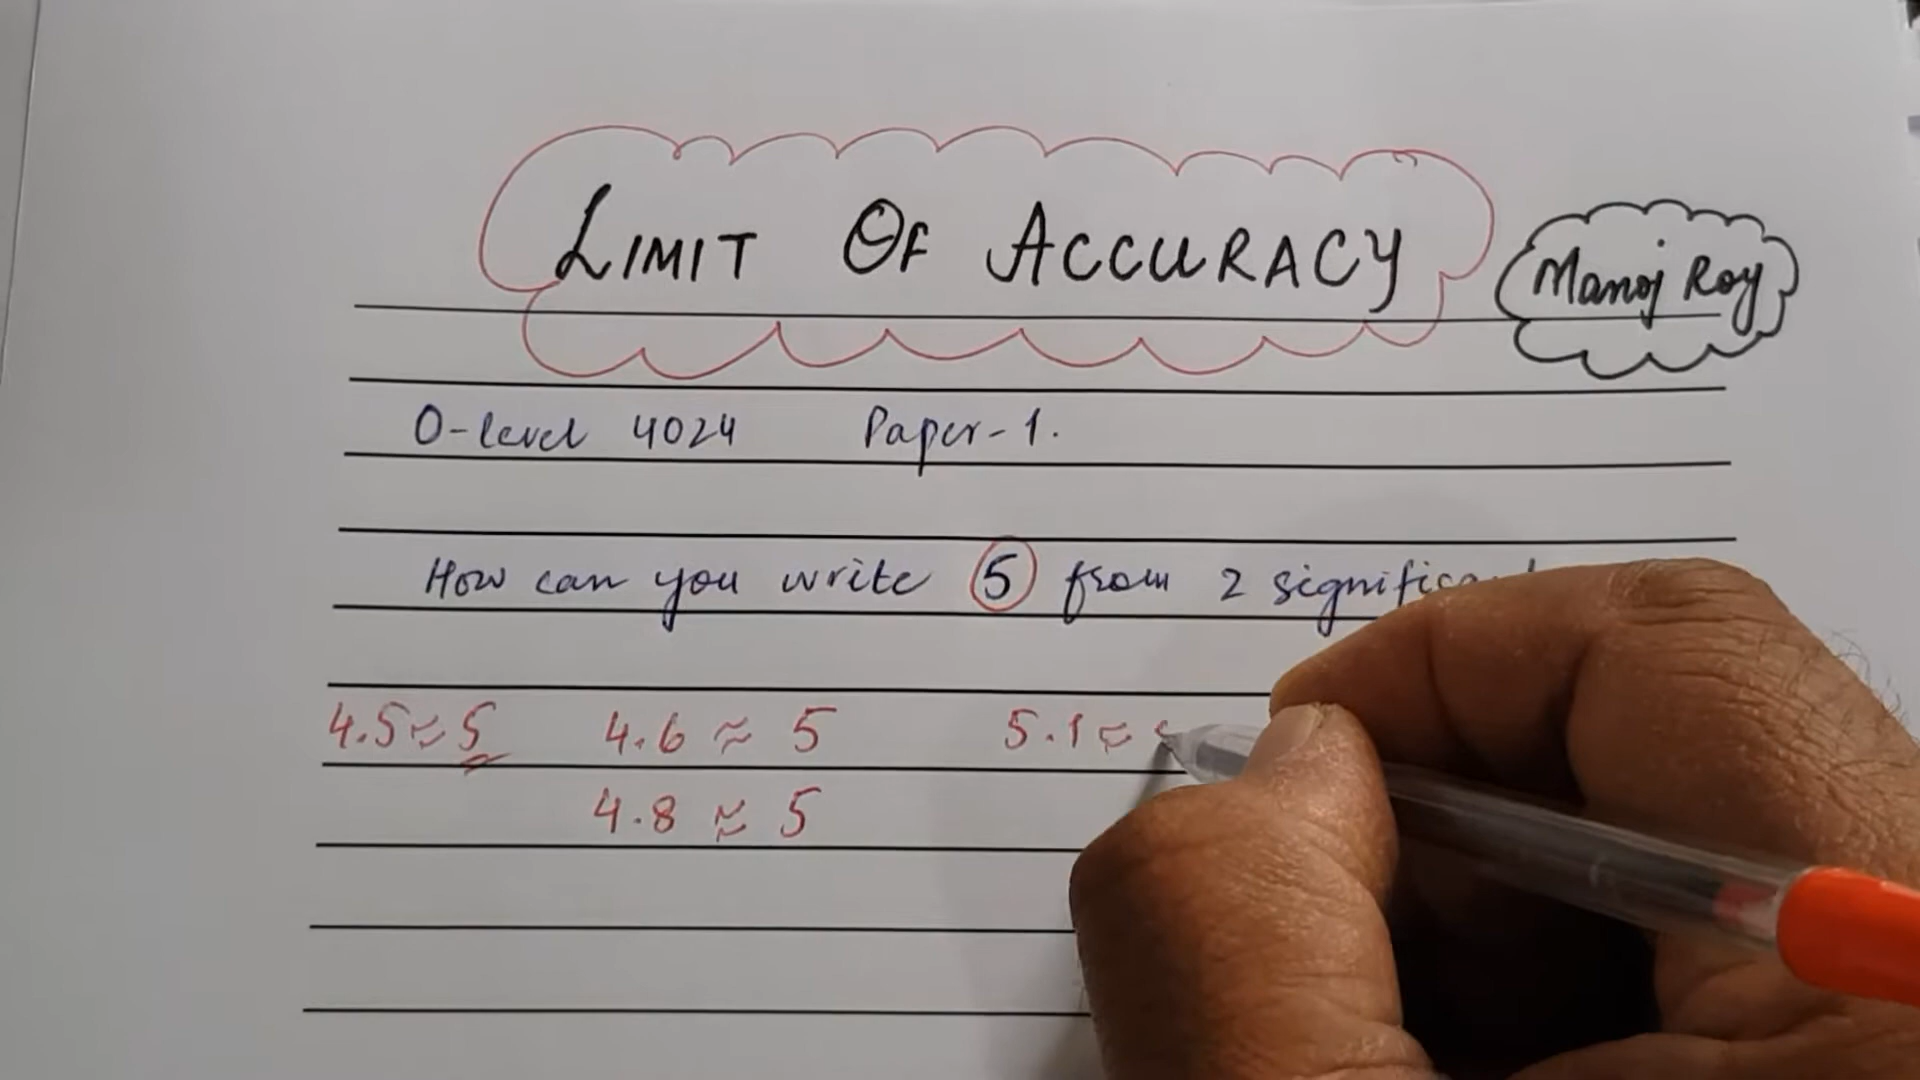 LIMIT OF ACCURACY
Manoj Roy
O-level 4024 Paper-1.
How can you write 5 from 2
4.5≈5 4.6 ≈ 5 5.1≈
4.8 ≈ 5